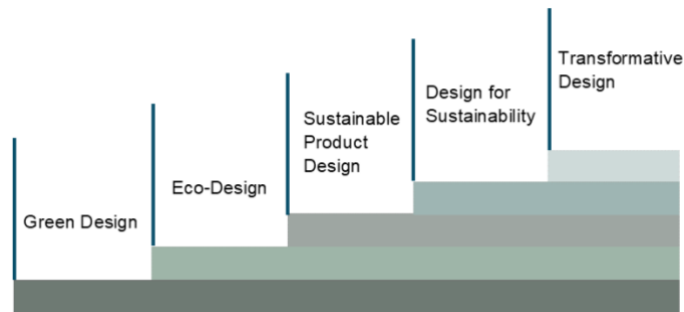 Green Design
Eco-Design
Sustainable
Product
Design
Design for
Sustainability
Transformative
Design